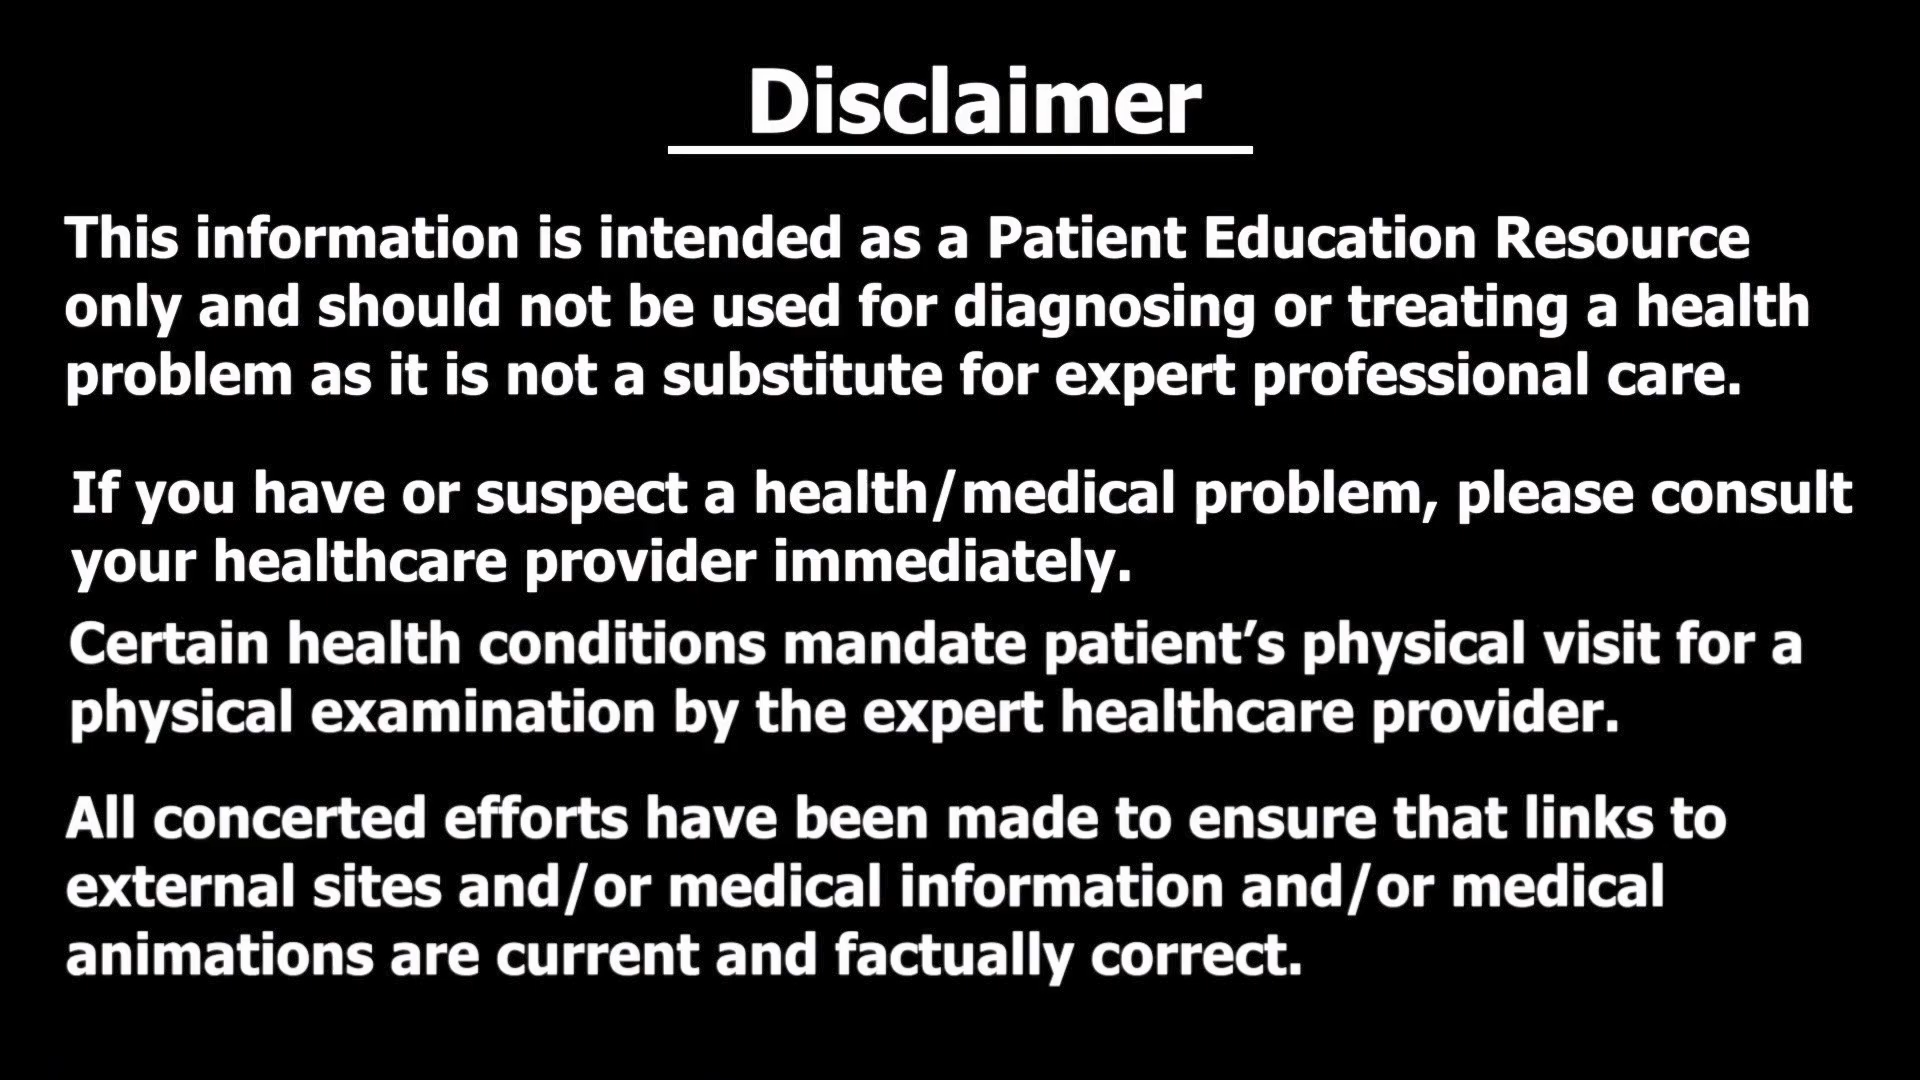 Disclaimer
This information is intended as a Patient Education Resource
only and should not be used for diagnosing or treating a health
problem as it is not a substitute for expert professional care.
If you have or suspect a health/medical problem, please consult
your healthcare provider immediately.
Certain health conditions mandate patient’s physical visit for a
physical examination by the expert healthcare provider.
All concerted efforts have been made to ensure that links to
external sites and/or medical information and/or medical
animations are current and factually correct.